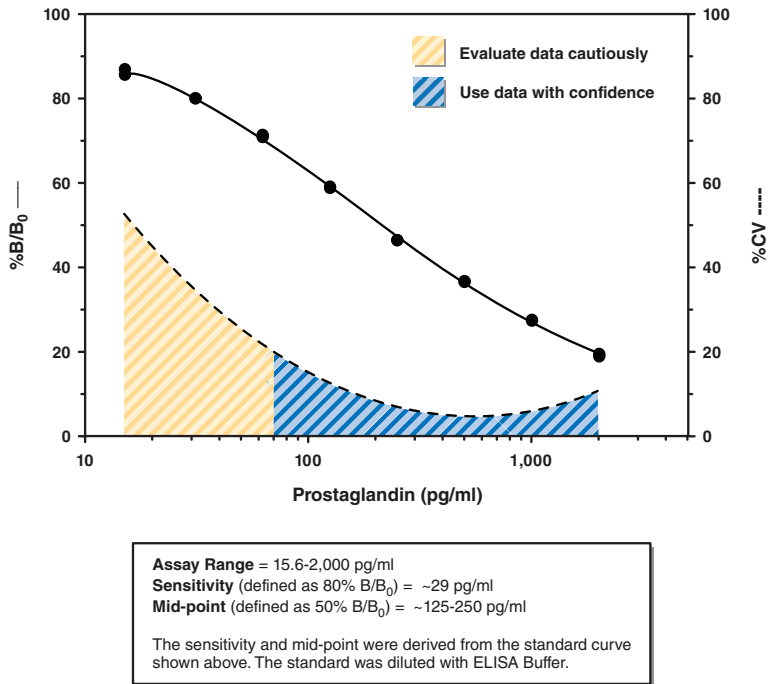 100
80
60
40
20
0
%B/B0 ——
Evaluate data cautiously
Use data with confidence
100
80
60
40
20
0
%CV ----
10
100
1,000
Prostaglandin (pg/ml)
Assay Range = 15.6-2,000 pg/ml
Sensitivity (defined as 80% B/B0) = ~29 pg/ml
Mid-point (defined as 50% B/B0) = ~125-250 pg/ml
The sensitivity and mid-point were derived from the standard curve
shown above. The standard was diluted with ELISA Buffer.